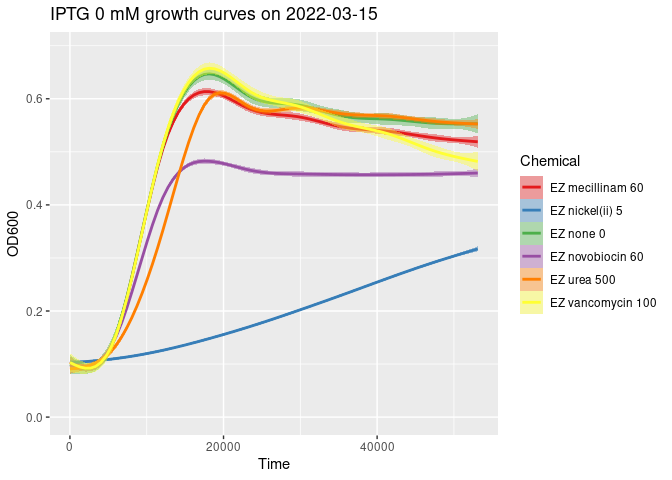 IPTG 0 mM growth curves on 2022-03-15
OD600
0.6
0.4
0.2
0.0
0 20000 40000
Time
Chemical
EZ mecillinam 60
EZ nickel(ii) 5
EZ none 0
EZ novobiocin 60
EZ urea 500
EZ vancomycin 100